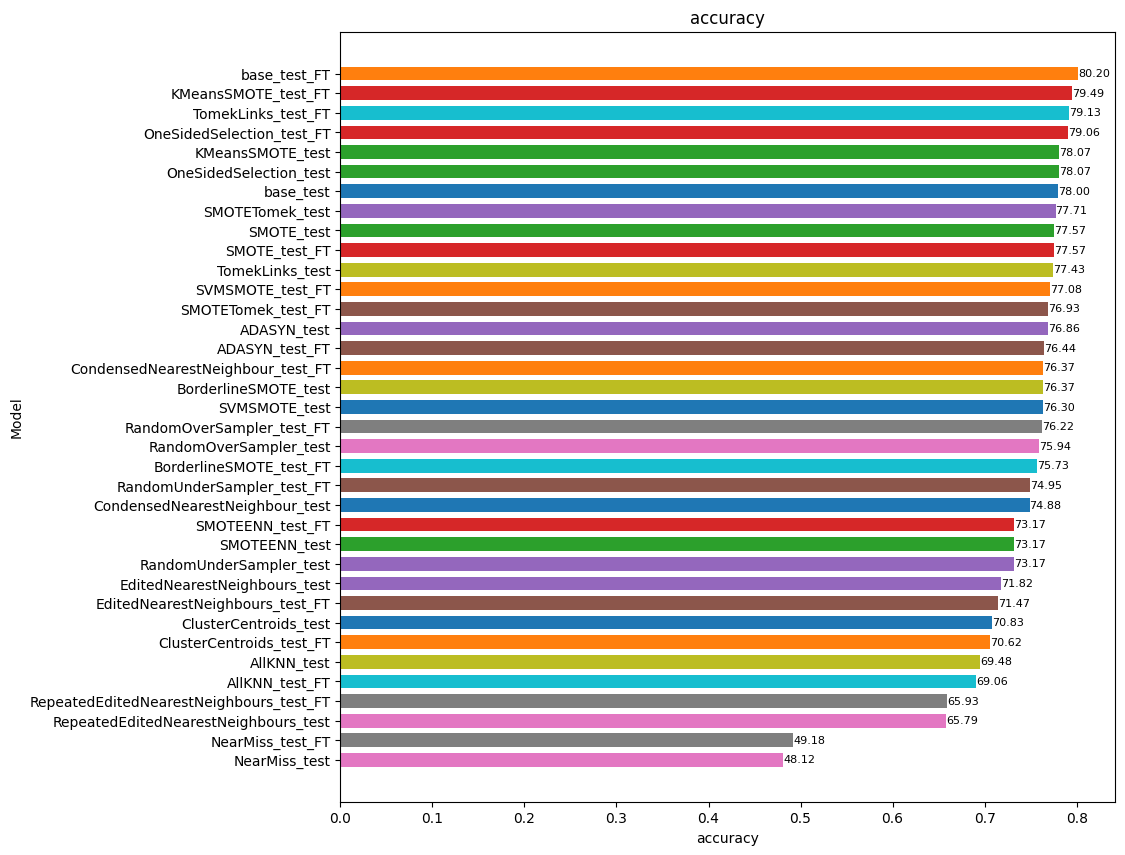 accuracy
base_test_FT 80.20
KMeansSMOTE_test_FT 79.49
TomekLinks_test_FT 79.13
OneSidedSelection_test_FT 79.06
KMeansSMOTE_test 78.07
OneSidedSelection_test 78.07
base_test 78.00
SMOTETomek_test 77.71
SMOTE_test 77.57
SMOTE_test_FT 77.57
TomekLinks_test 77.43
SVMSMOTE_test_FT 77.08
SMOTETomek_test_FT 76.93
ADASYN_test 76.86
ADASYN_test_FT 76.44
CondensedNearestNeighbour_test_FT 76.37
BorderlineSMOTE_test 76.37
SVMSMOTE_test 76.30
RandomOverSampler_test_FT 76.22
RandomOverSampler_test 75.94
BorderlineSMOTE_test_FT 75.73
RandomUnderSampler_test_FT 74.95
CondensedNearestNeighbour_test 74.88
SMOTEENN_test_FT 73.17
SMOTEENN_test 73.17
RandomUnderSampler_test 73.17
EditedNearestNeighbours_test 71.82
EditedNearestNeighbours_test_FT 71.47
ClusterCentroids_test 70.83
ClusterCentroids_test_FT 70.62
AllKNN_test 69.48
AllKNN_test_FT 69.06
RepeatedEditedNearestNeighbours_test_FT 65.93
RepeatedEditedNearestNeighbours_test 65.79
NearMiss_test_FT 49.18
NearMiss_test 48.12
Model
0.0 0.1 0.2 0.3 0.4 0.5 0.6 0.7 0.8
accuracy